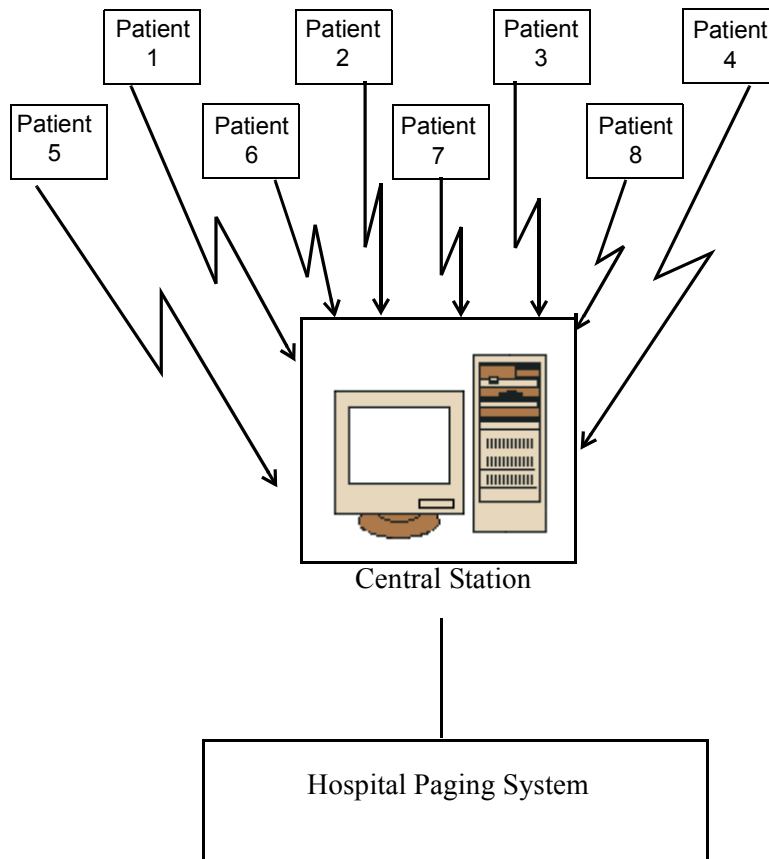 Patient
1
Patient
2
Patient
3
Patient
4
Patient
5
Patient
6
Patient
7
Patient
8
Central Station
Hospital Paging System